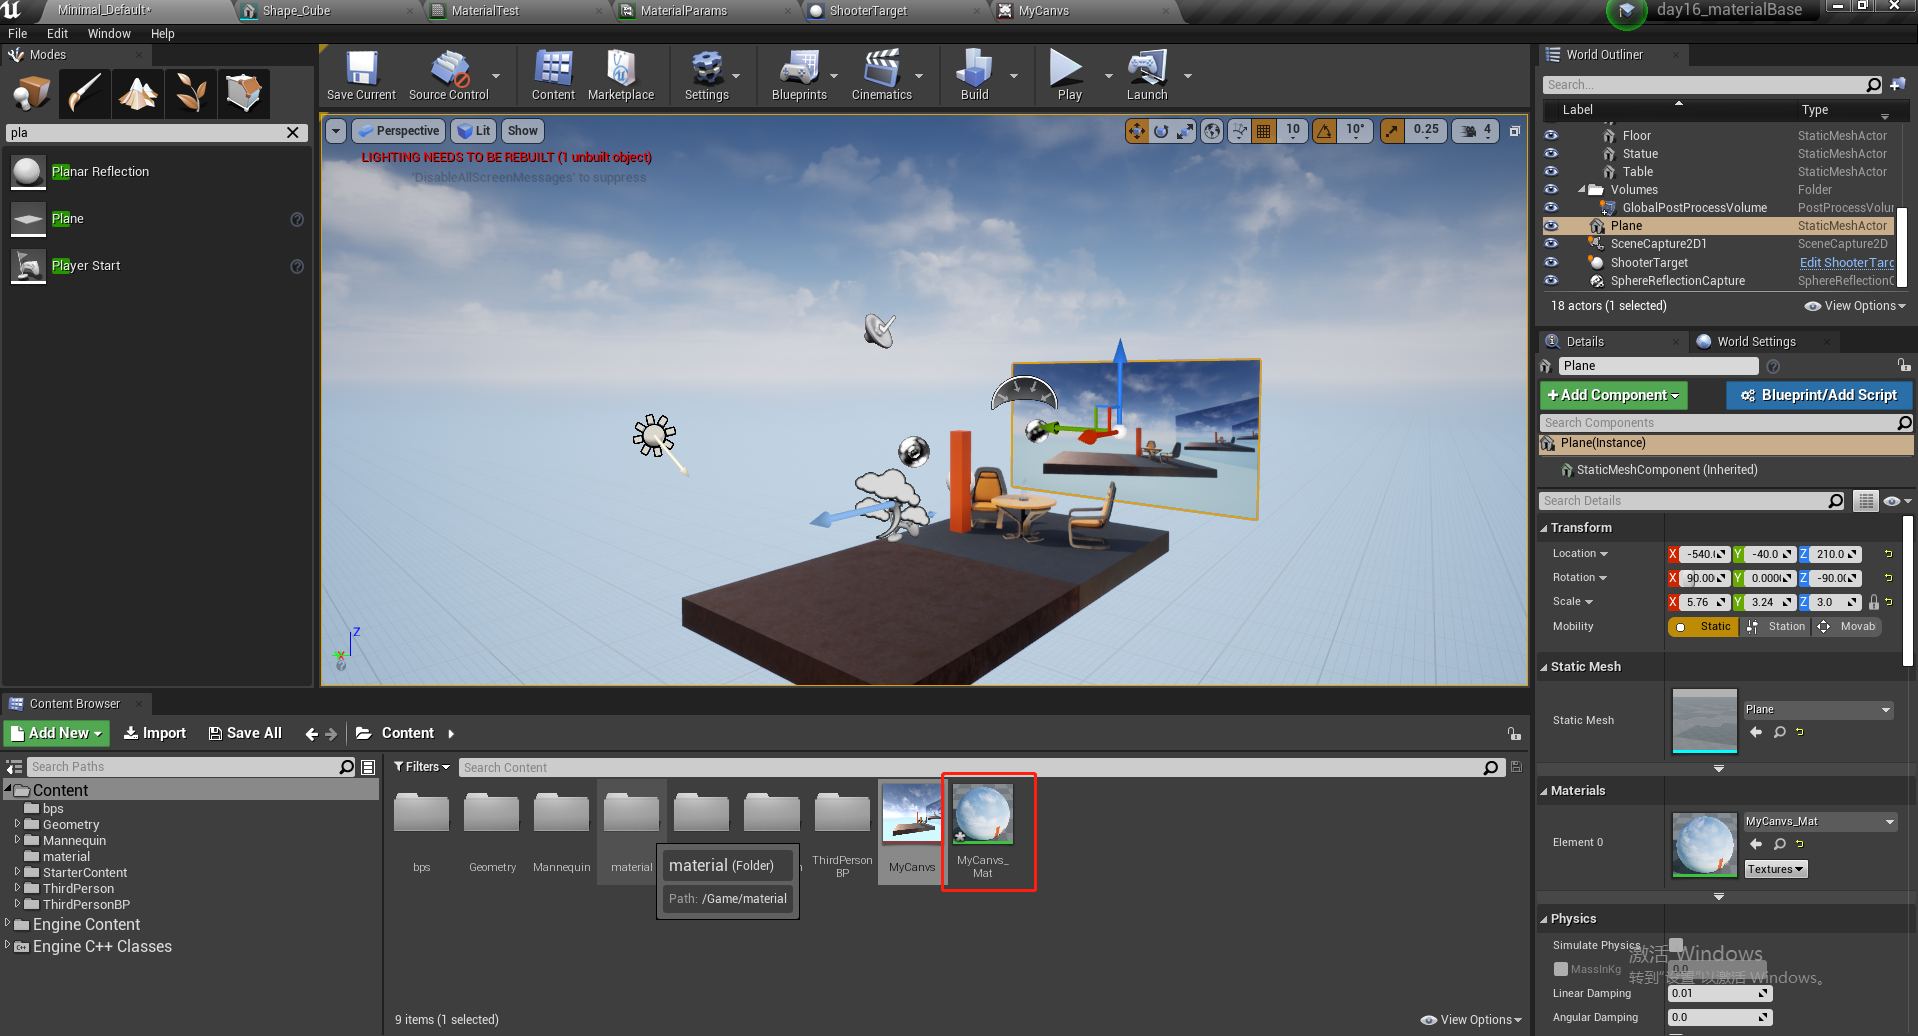 Minimal_Default*
Shape_Cube
MaterialTest
MaterialParams
ShooterTarget
MyCanvs
day16_materialBase
File
Edit
Window
Help
Modes
Save Current
Source Control
Content
Marketplace
Settings
Blueprints
Cinematics
Build
Play
Launch
pla
Planar Reflection
Plane
Player Start
Perspective
Lit
Show
10
10°
0.25
4
LIGHTING NEEDS TO BE REBUILT (1 unbuilt object)
'DisableAllScreenMessages' to suppress
Z
World Outliner
Search...
Label
Type
Floor
StaticMeshActor
Statue
StaticMeshActor
Table
StaticMeshActor
Volumes
Folder
GlobalPostProcessVolume
PostProcessVolu
Plane
StaticMeshActor
SceneCapture2D1
SceneCapture2D
ShooterTarget
Edit ShooterTarg
SphereReflectionCapture
SphereReflectionC
18 actors (1 selected)
View Options
Details
World Settings
Plane
+ Add Component
Blueprint/Add Script
Search Components
Plane(Instance)
StaticMeshComponent (Inherited)
Search Details
Transform
Location
X -540.0
Y -40.0
Z 210.0
Rotation
X 90.00
Y 0.000
Z -90.0
Scale
X 5.76
Y 3.24
Z 3.0
Mobility
Static
Station
Movab
Static Mesh
Static Mesh
Plane
Materials
Element 0
MyCanvs_Mat
Textures
Physics
Simulate Physics
MassInKg
0.0
Linear Damping
0.01
Angular Damping
0.0
激活 Windows
转到"设置"以激活 Windows。
Content Browser
Add New
Import
Save All
Content
Search Paths
Filters
Search Content
Content
bps
Geometry
Mannequin
material
StarterContent
ThirdPerson
ThirdPersonBP
Engine Content
Engine C++ Classes
bps
Geometry
Mannequin
material
ThirdPerson
BP
MyCanvs
MyCanvs_
Mat
material (Folder)
Path: /Game/material
9 items (1 selected)
View Options